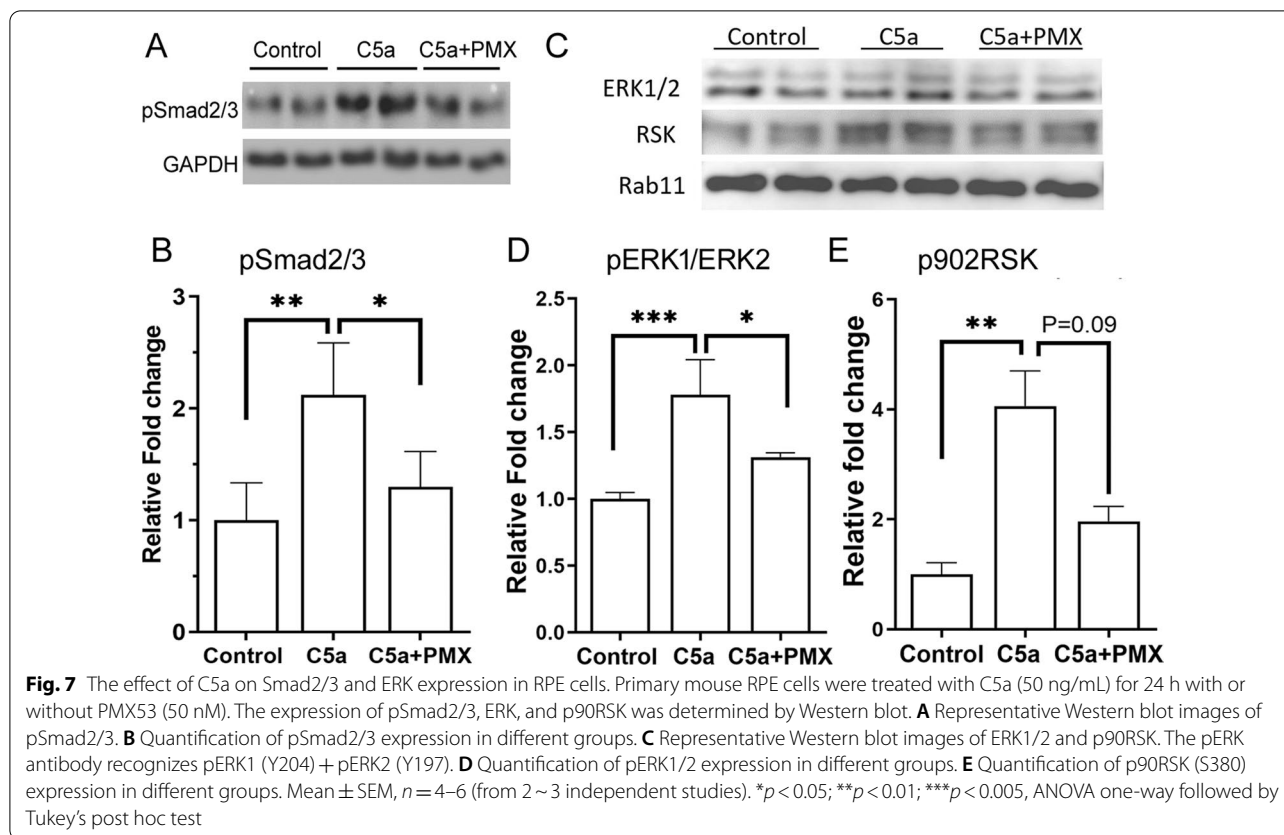 A
Control C5a C5a+PMX
pSmad2/3
GAPDH
C
Control C5a C5a+PMX
ERK1/2
RSK
Rab11
B
pSmad2/3
Relative Fold change
3
2
1
0
**
*
Control C5a C5a+PMX
D
pERK1/ERK2
Relative Fold change
2.5
2.0
1.5
1.0
0.5
0.0
***
*
Control C5a C5a+PMX
E
p902RSK
Relative fold change
6
4
2
0
**
P=0.09
Control C5a C5a+PMX
Fig. 7 The effect of C5a on Smad2/3 and ERK expression in RPE cells. Primary mouse RPE cells were treated with C5a (50 ng/mL) for 24 h with or
without PMX53 (50 nM). The expression of pSmad2/3, ERK, and p90RSK was determined by Western blot. A Representative Western blot images of
pSmad2/3. B Quantification of pSmad2/3 expression in different groups. C Representative Western blot images of ERK1/2 and p90RSK. The pERK
antibody recognizes pERK1 (Y204) + pERK2 (Y197). D Quantification of pERK1/2 expression in different groups. E Quantification of p90RSK (S380)
expression in different groups. Mean ± SEM, n = 4–6 (from 2 ~ 3 independent studies). *p < 0.05; **p < 0.01; ***p < 0.005, ANOVA one-way followed by
Tukey's post hoc test